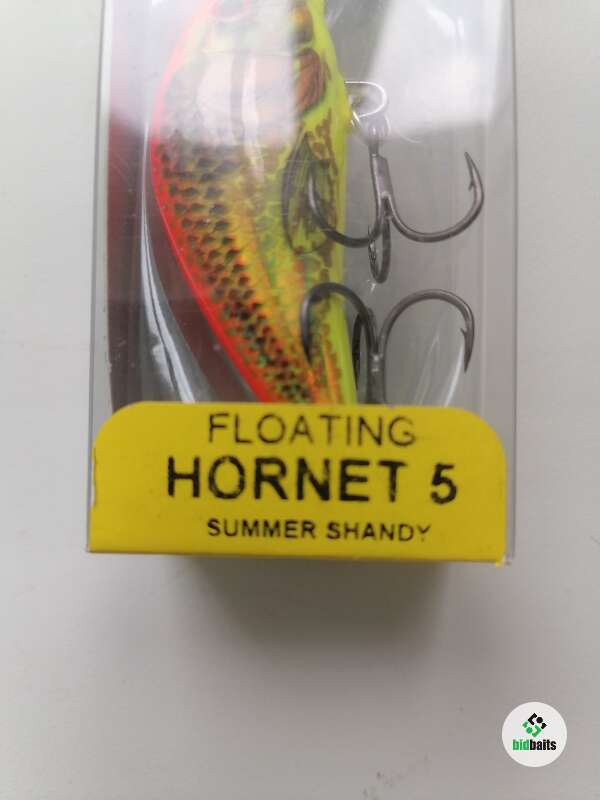 FLOATING
HORNET 5
SUMMER SHANDY
bidbaits